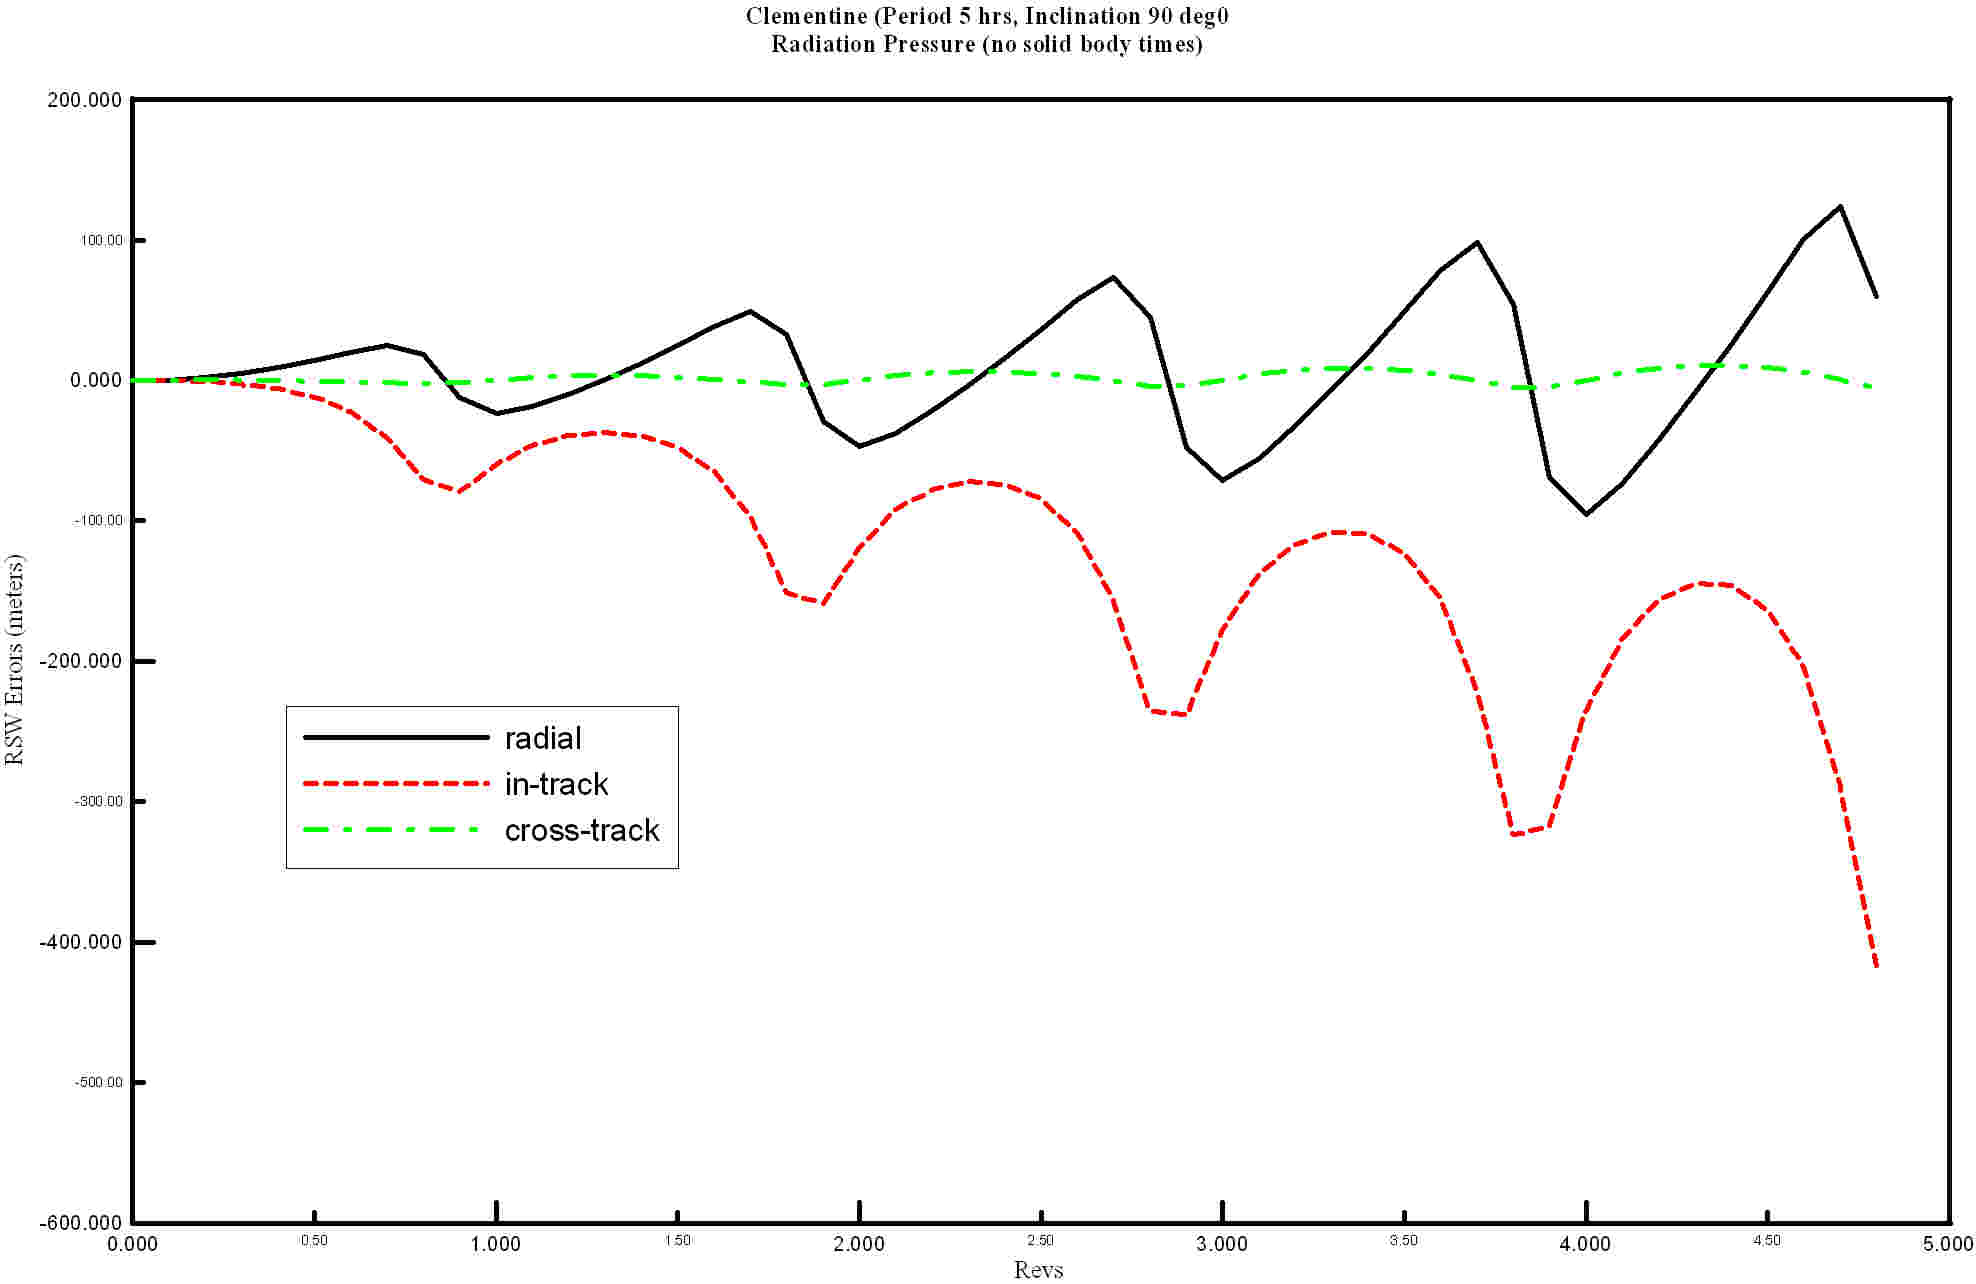 Clementine (Period 5 hrs, Inclination 90 deg0
Radiation Pressure (no solid body times)
200.000
100.00
0.000
-100.00
-200.000
-300.00
-400.000
-500.00
-600.000
RSW Errors (meters)
radial
in-track
cross-track
0.000 0.50 1.000 1.50 2.000 2.50 3.000 3.50 4.000 4.50 5.000
Revs